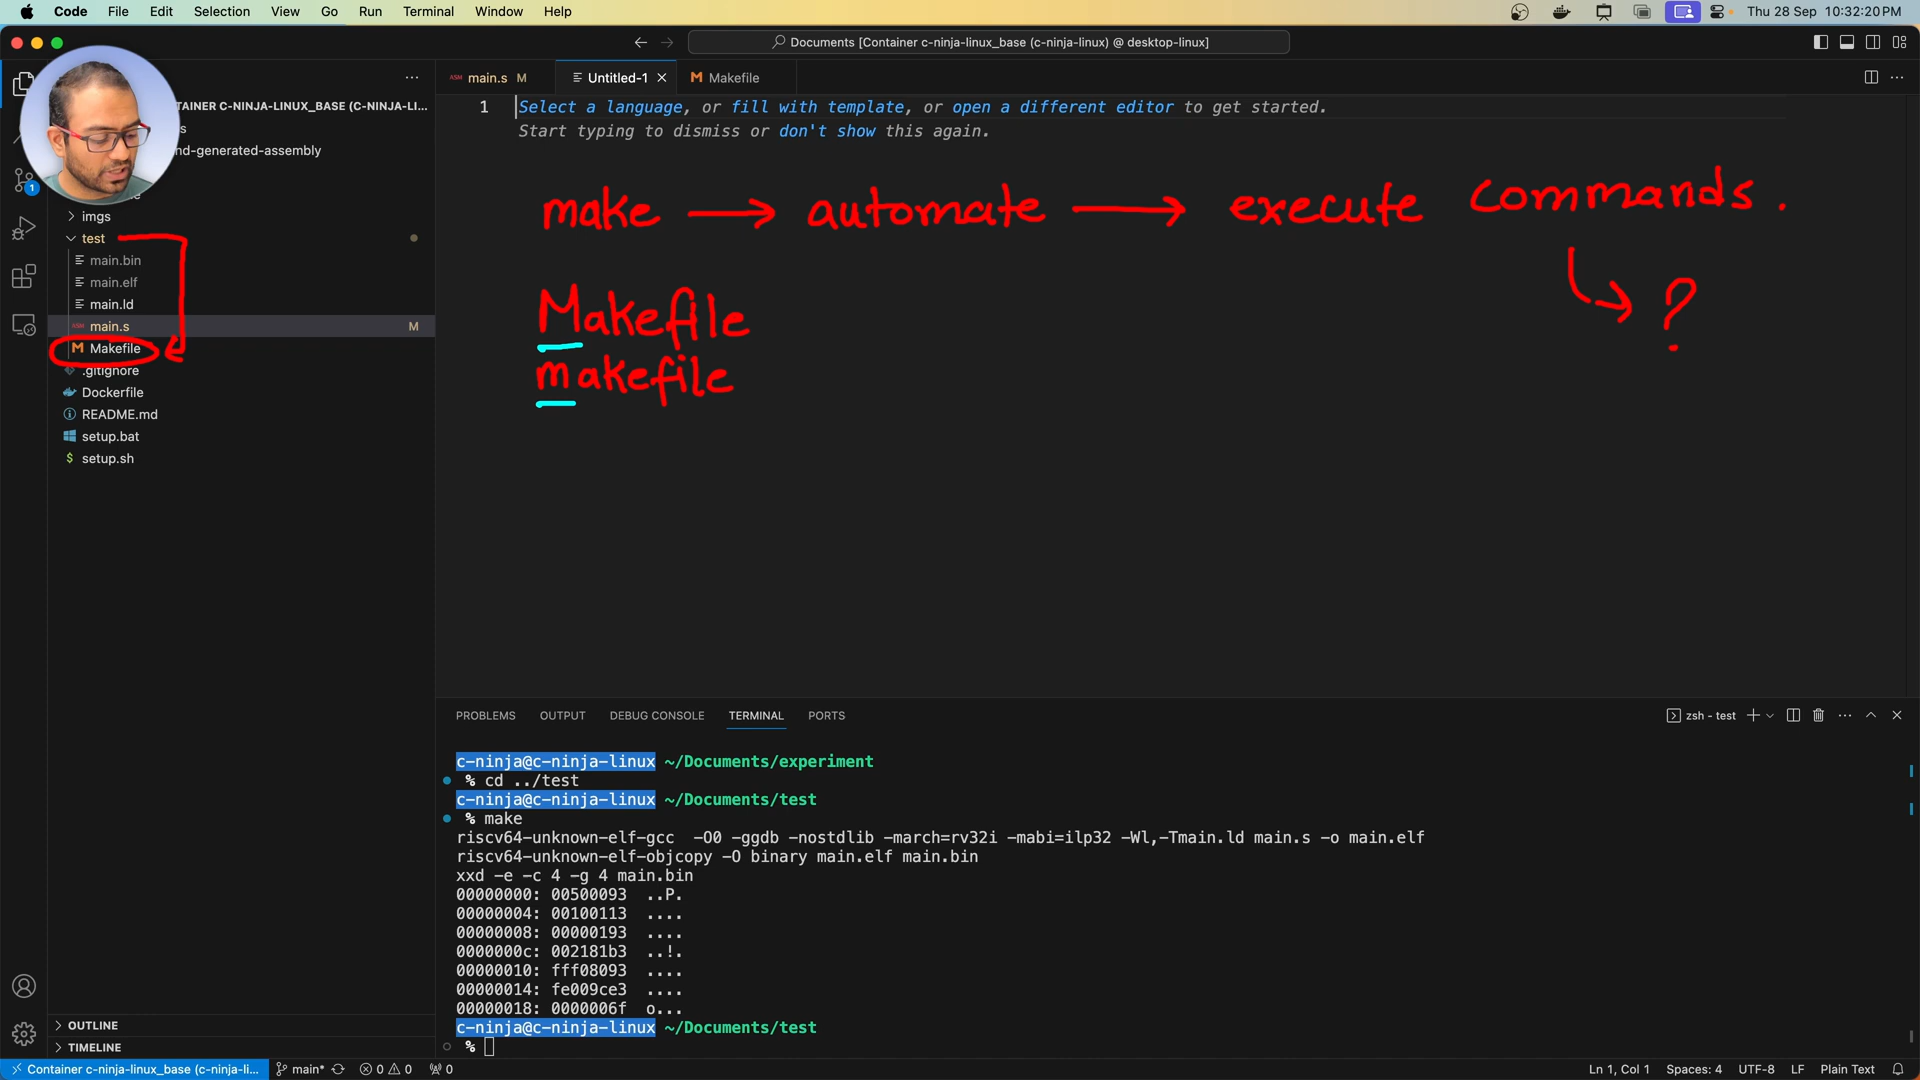 Code File Edit Selection View Go Run Terminal Window Help Thu 28 Sep 10:32:20 PM
Documents [Container c-ninja-linux_base (c-ninja-linux) @ desktop-linux]
TAINER C-NINJA-LINUX_BASE (C-NINJA-LI...
nd-generated-assembly
imgs
test
main.bin
main.elf
main.ld
main.s M
Makefile
.gitignore
Dockerfile
README.md
setup.bat
setup.sh
OUTLINE
TIMELINE
main.s M Untitled-1 Makefile
1 Select a language, or fill with template, or open a different editor to get started.
Start typing to dismiss or don't show this again.
make → automate → execute commands.
?
Makefile
makefile
PROBLEMS OUTPUT DEBUG CONSOLE TERMINAL PORTS zsh - test
c-ninja@c-ninja-linux ~/Documents/experiment
% cd ../test
c-ninja@c-ninja-linux ~/Documents/test
% make
riscv64-unknown-elf-gcc -O0 -ggdb -nostdlib -march=rv32i -mabi=ilp32 -Wl,-Tmain.ld main.s -o main.elf
riscv64-unknown-elf-objcopy -O binary main.elf main.bin
xxd -e -c 4 -g 4 main.bin
00000000: 00500093 ..P.
00000004: 00100113 ....
00000008: 00000193 ....
0000000c: 002181b3 ..!.
00000010: fff08093 ....
00000014: fe009ce3 ....
00000018: 0000006f o...
c-ninja@c-ninja-linux ~/Documents/test
%
Container c-ninja-linux_base (c-ninja-li... main* 0 0 0 Ln 1, Col 1 Spaces: 4 UTF-8 LF Plain Text